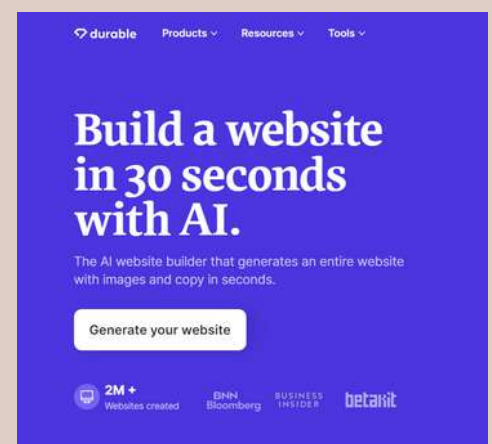 durable Products Resources Tools
Build a website
in 30 seconds
with AI.
The AI website builder that generates an entire website
with images and copy in seconds.
Generate your website
2M +
Websites created
BNN
Bloomberg
BUSINESS
INSIDER
betakit